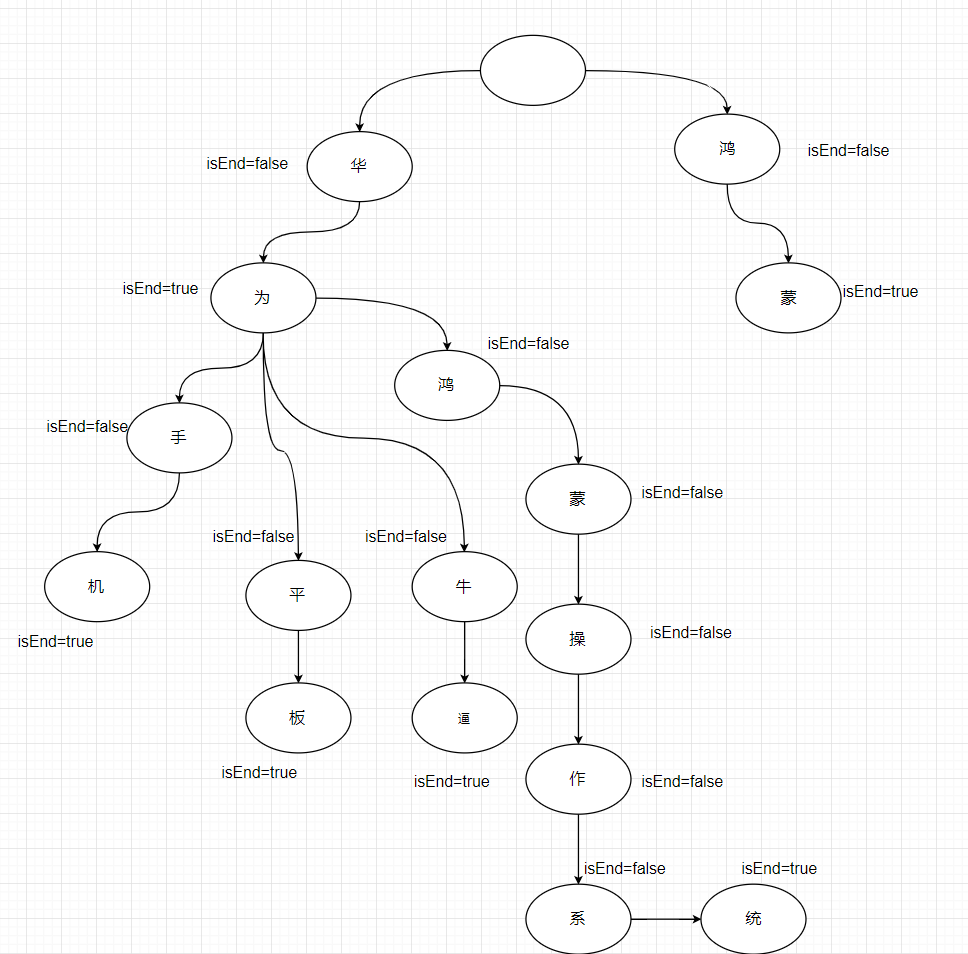 鸿
isEnd=false
isEnd=false
华
isEnd=true
为
蒙
isEnd=true
isEnd=false
鸿
isEnd=false
手
蒙
isEnd=false
isEnd=false
isEnd=false
机
平
牛
isEnd=true
操
isEnd=false
板
逼
isEnd=true
isEnd=true
作
isEnd=false
isEnd=false
isEnd=true
系
统